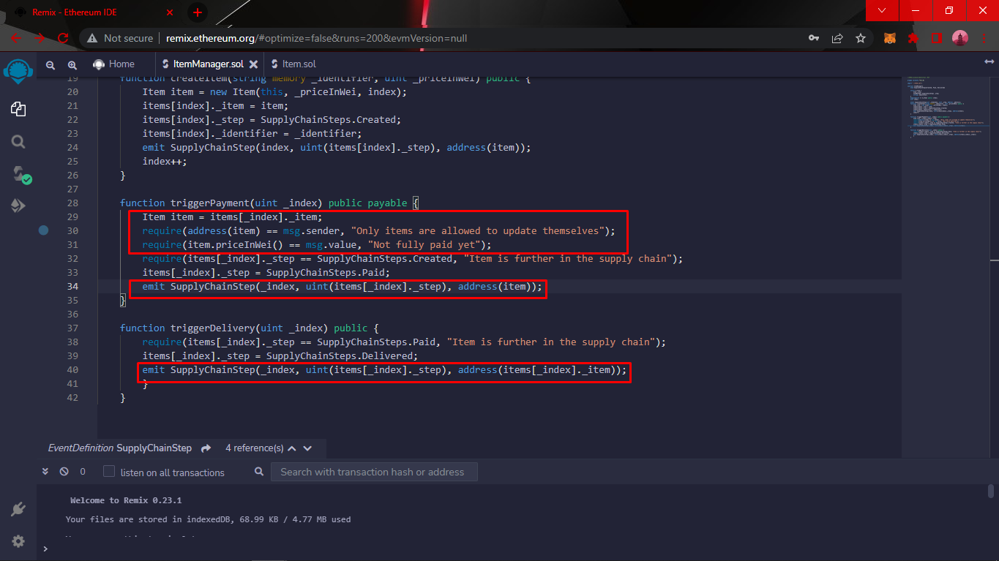 Remix - Ethereum IDE
Not secure remix.ethereum.org/#optimize=false&runs=200&evmVersion=null
Home ItemManager.sol Item.sol
19 function createItem(string memory _identifier, uint _priceInWei) public {
20 Item item = new Item(this, _priceInWei, index);
21 items[index]._item = item;
22 items[index]._step = SupplyChainSteps.Created;
23 items[index]._identifier = _identifier;
24 emit SupplyChainStep(index, uint(items[index]._step), address(item));
25 index++;
26 }
27
28 function triggerPayment(uint _index) public payable {
29 Item item = items[_index]._item;
30 require(address(item) == msg.sender, "Only items are allowed to update themselves");
31 require(item.priceInWei() == msg.value, "Not fully paid yet");
32 require(items[_index]._step == SupplyChainSteps.Created, "Item is further in the supply chain");
33 items[_index]._step = SupplyChainSteps.Paid;
34 emit SupplyChainStep(_index, uint(items[_index]._step), address(item));
35 }
36
37 function triggerDelivery(uint _index) public {
38 require(items[_index]._step == SupplyChainSteps.Paid, "Item is further in the supply chain");
39 items[_index]._step = SupplyChainSteps.Delivered;
40 emit SupplyChainStep(_index, uint(items[_index]._step), address(items[_index]._item));
41 }
42 }
EventDefinition SupplyChainStep 4 reference(s)
0 listen on all transactions Search with transaction hash or address
Welcome to Remix 0.23.1
Your files are stored in indexedDB, 68.99 KB / 4.77 MB used
>